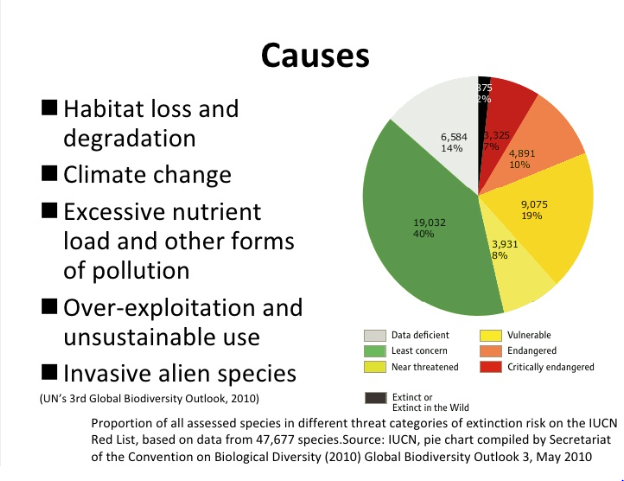 Causes
■ Habitat loss and
degradation
■ Climate change
■ Excessive nutrient
load and other forms
of pollution
■ Over-exploitation and
unsustainable use
■ Invasive alien species
(UN's 3rd Global Biodiversity Outlook, 2010)
875
2%
3,325
7%
4,891
10%
9,075
19%
3,931
8%
19,032
40%
6,584
14%
Data deficient
Least concern
Near threatened
Vulnerable
Endangered
Critically endangered
Extinct or
Extinct in the Wild
Proportion of all assessed species in different threat categories of extinction risk on the IUCN
Red List, based on data from 47,677 species.Source: IUCN, pie chart compiled by Secretariat
of the Convention on Biological Diversity (2010) Global Biodiversity Outlook 3, May 2010